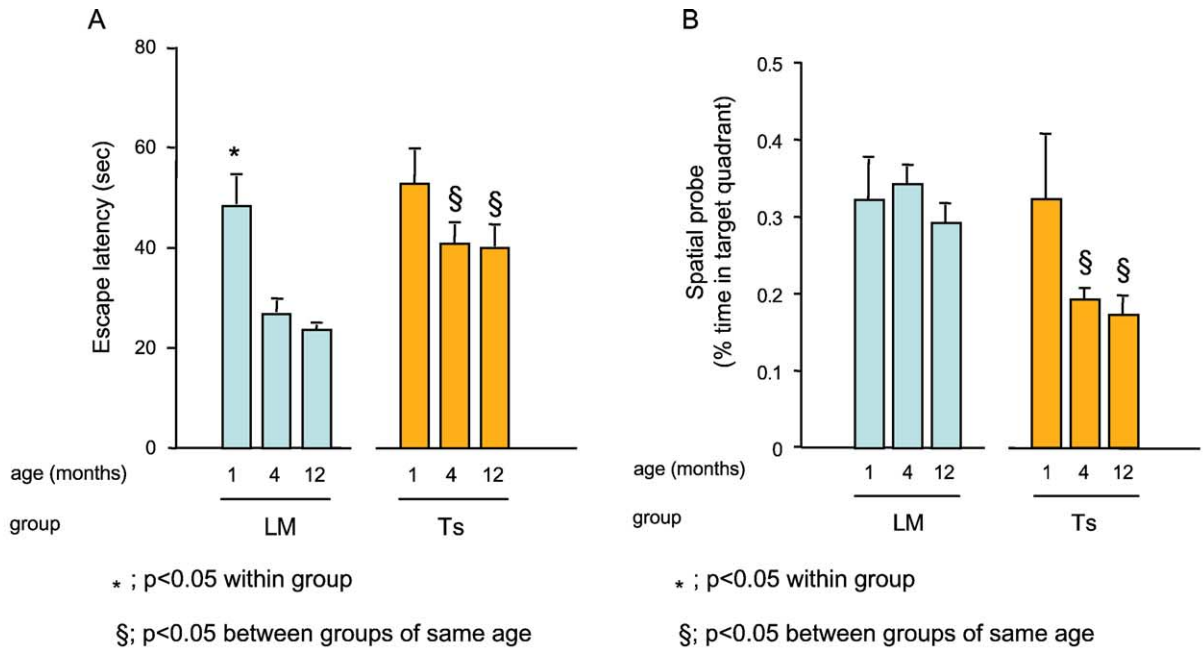 A
80
60
40
20
0
Escape latency (sec)
*
§ §
age (months) 1 4 12 1 4 12
group LM Ts
* ; p<0.05 within group
§; p<0.05 between groups of same age
B
0.5
0.4
0.3
0.2
0.1
0
Spatial probe
(% time in target quadrant)
§ §
age (months) 1 4 12 1 4 12
group LM Ts
* ; p<0.05 within group
§; p<0.05 between groups of same age